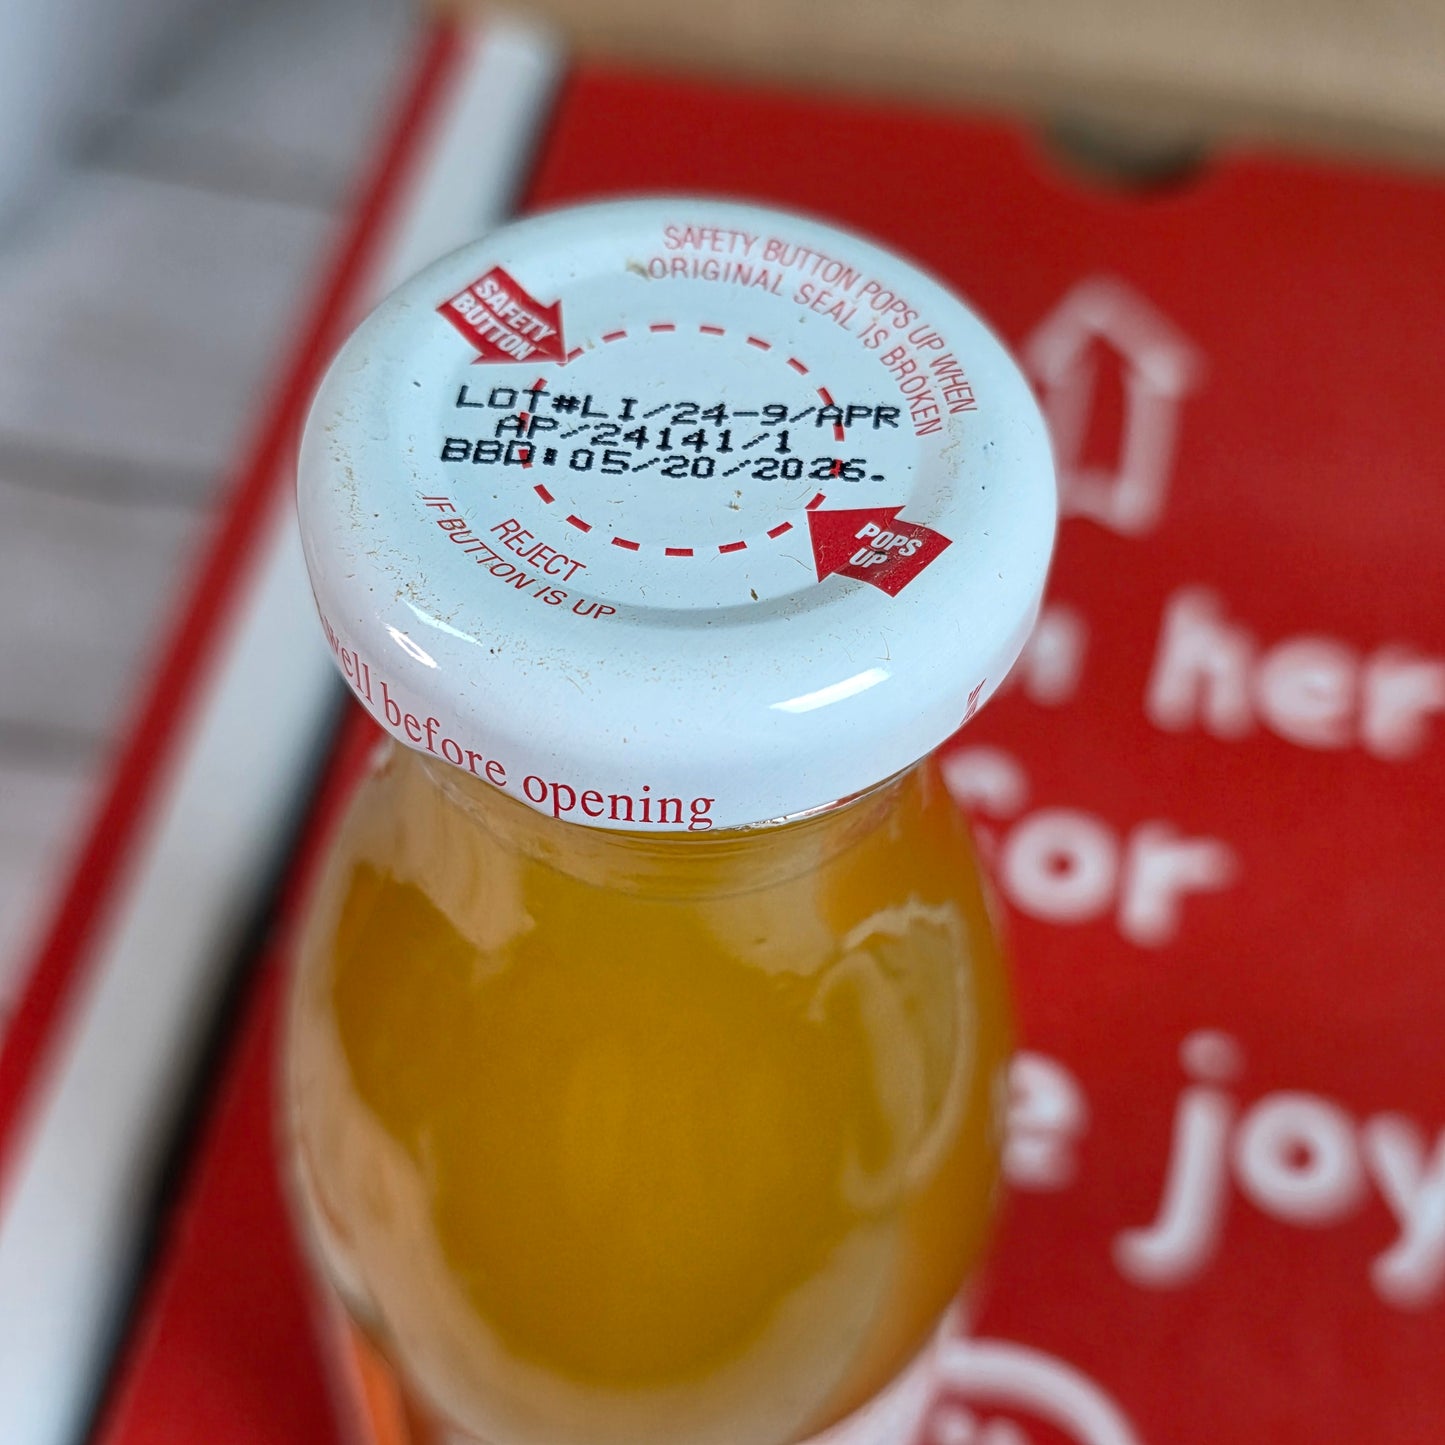 SAFETY BUTTON POPS UP WHEN
ORIGINAL SEAL IS BROKEN
SAFETY
BUTTON
LOT#LI/24-9/APR
AP/24141/1
BBD:05/20/2026.
POPS
UP
REJECT
IF BUTTON IS UP
well before opening
for
joy